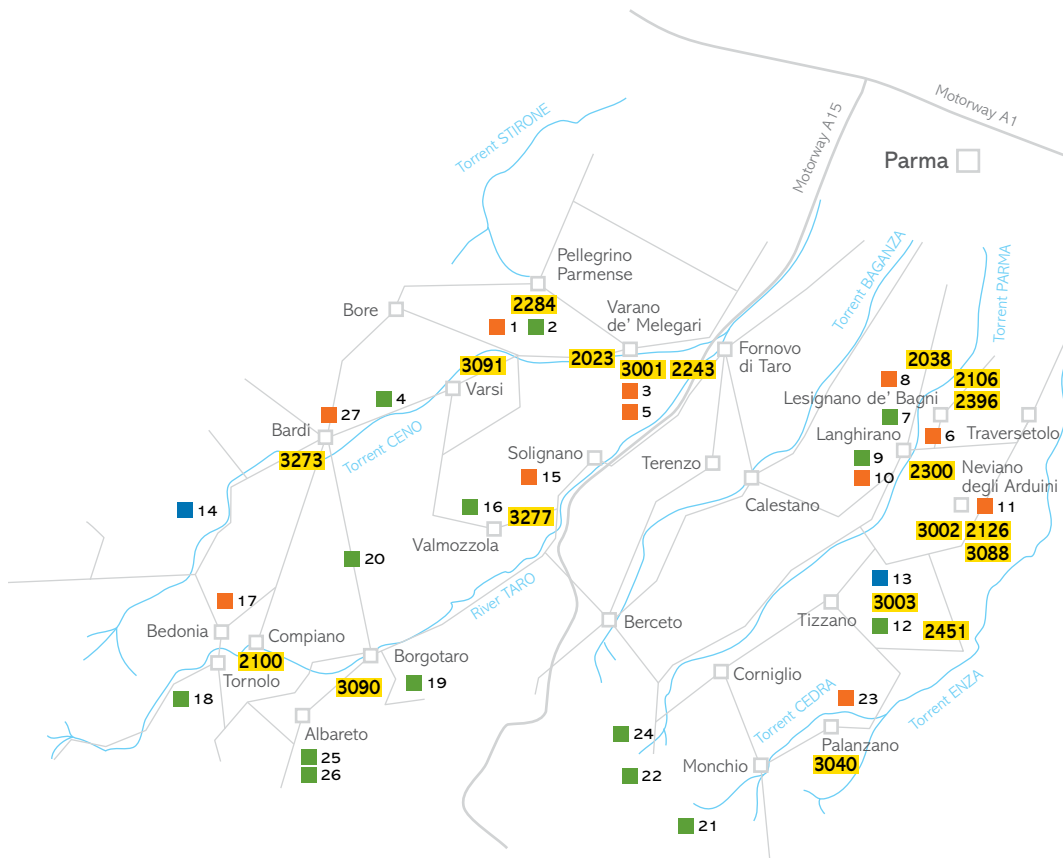 Motorway A1
Motorway A15
Torrent STIRONE
Parma
Pellegrino
Parmense
Torrent BAGANZA
Torrent PARMA
2284
Bore
Varano
de' Melegari
1
2
3091
2023
3001
2243
Fornovo
di Taro
2038
2106
2396
Varsi
4
3
5
8
Lesignano de' Bagni
7
27
Bardi
Torrent CENO
Langhirano
6
Traversetolo
3273
Solignano
Terenzo
9
10
2300
Neviano
degli Arduini
15
14
16
3277
Calestano
11
Valmozzola
3002
2126
3088
20
13
River TARO
17
3003
Bedonia
Compiano
Berceto
Tizzano
12
2451
2100
Borgotaro
Tornolo
3090
19
Corniglio
18
Torrent CEDRA
23
Torrent ENZA
Albareto
24
Palanzano
25
26
22
Monchio
3040
21